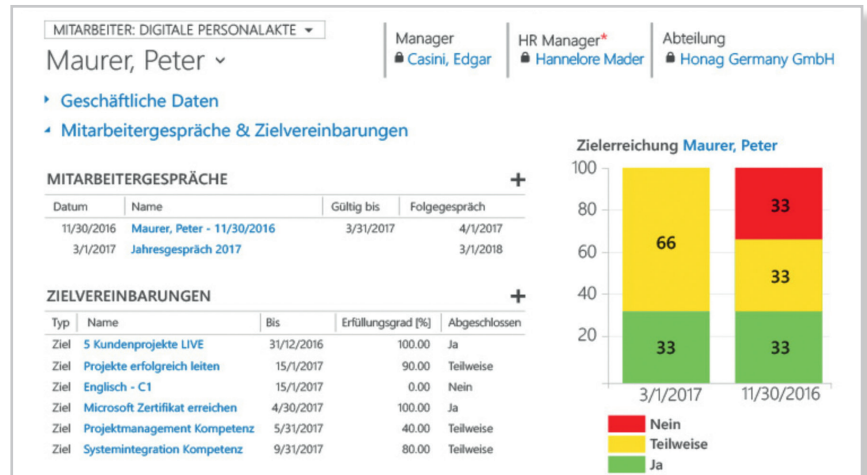 MITARBEITER: DIGITALE PERSONALAKTE
Maurer, Peter
Manager
Casini, Edgar
HR Manager*
Hannelore Mader
Abteilung
Honag Germany GmbH
Geschäftliche Daten
Mitarbeitergespräche & Zielvereinbarungen
MITARBEITERGESPRÄCHE +
Datum Name Gültig bis Folgegespräch
11/30/2016 Maurer, Peter - 11/30/2016 3/31/2017 4/1/2017
3/1/2017 Jahresgespräch 2017 3/1/2018
ZIELVEREINBARUNGEN +
Typ Name Bis Erfüllungsgrad [%] Abgeschlossen
Ziel 5 Kundenprojekte LIVE 31/12/2016 100.00 Ja
Ziel Projekte erfolgreich leiten 15/1/2017 90.00 Teilweise
Ziel Englisch - C1 15/1/2017 0.00 Nein
Ziel Microsoft Zertifikat erreichen 4/30/2017 100.00 Ja
Ziel Projektmanagement Kompetenz 5/31/2017 40.00 Teilweise
Ziel Systemintegration Kompetenz 9/31/2017 80.00 Teilweise
Zielerreichung Maurer, Peter
100
80
60
40
20
66
33
33
33
33
3/1/2017 11/30/2016
Nein
Teilweise
Ja